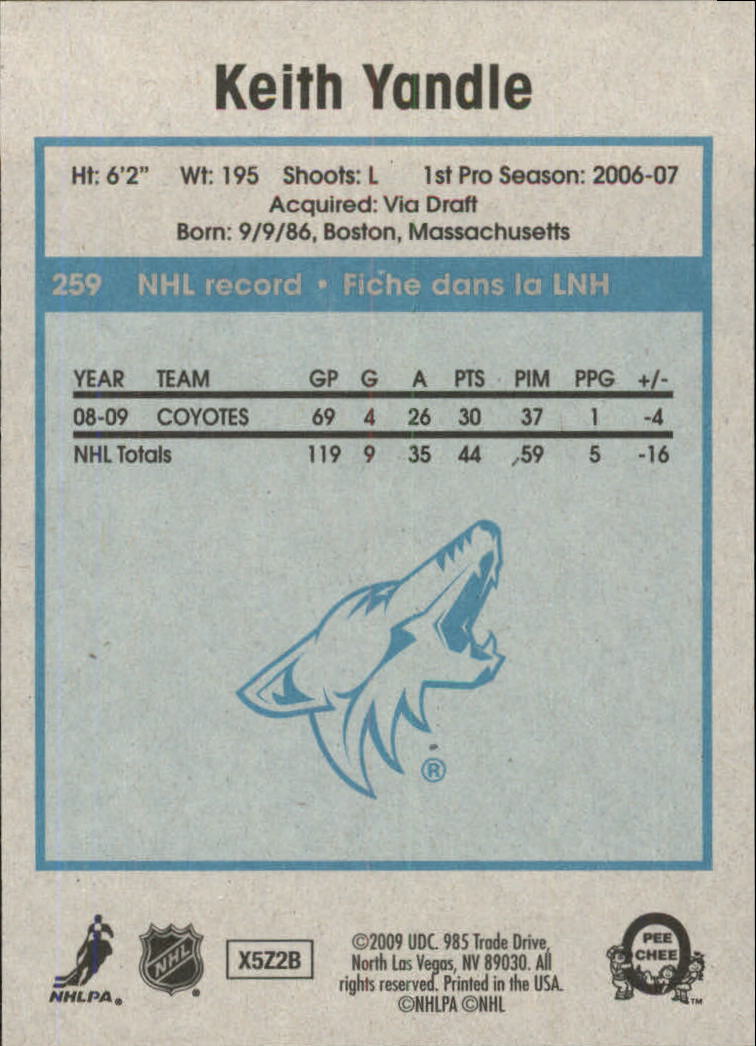 Keith Yandle
Ht: 6'2" Wt: 195 Shoots: L 1st Pro Season: 2006-07
Acquired: Via Draft
Born: 9/9/86, Boston, Massachusetts
259 NHL record • Fiche dans la LNH
YEAR TEAM GP G A PTS PIM PPG +/-
08-09 COYOTES 69 4 26 30 37 1 -4
NHL Totals 119 9 35 44 59 5 -16
®
NHLPA®
NHL®
X5Z2B
©2009 UDC. 985 Trade Drive,
North Las Vegas, NV 89030. All
rights reserved. Printed in the USA.
©NHLPA ©NHL
PEE
CHEE
TM